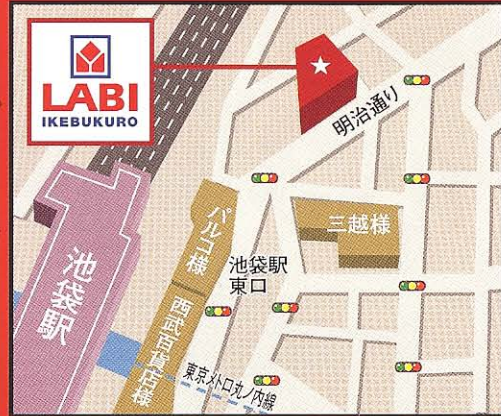 LABI
IKEBUKURO
明治通り
パルコ様
三越様
池袋駅
東口
池袋駅
西武百貨店様
東京メトロ丸ノ内線